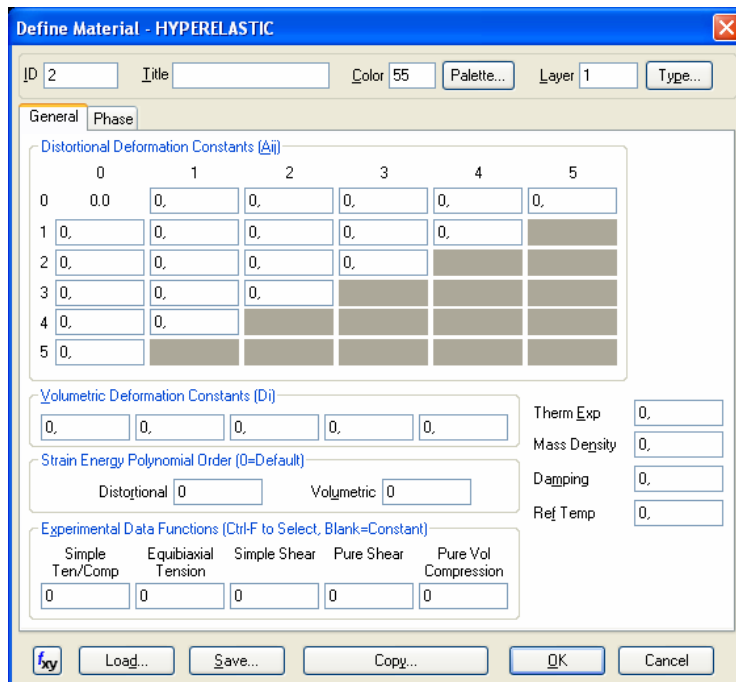 Define Material - HYPERELASTIC
ID 2 Title Color 55 Palette... Layer 1 Type...
General Phase
Distortional Deformation Constants (Aij)
0 1 2 3 4 5
0 0.0 0, 0, 0, 0, 0,
1 0, 0, 0, 0, 0,
2 0, 0, 0, 0,
3 0, 0, 0,
4 0, 0,
5 0,
Volumetric Deformation Constants (Di)
0, 0, 0, 0, 0,
Therm Exp 0,
Mass Density 0,
Damping 0,
Ref Temp 0,
Strain Energy Polynomial Order (0=Default)
Distortional 0 Volumetric 0
Experimental Data Functions (Ctrl-F to Select, Blank=Constant)
Simple Equibiaxial Simple Shear Pure Shear Pure Vol
Ten/Comp Tension Compression
0 0 0 0 0
fxy Load... Save... Copy... OK Cancel